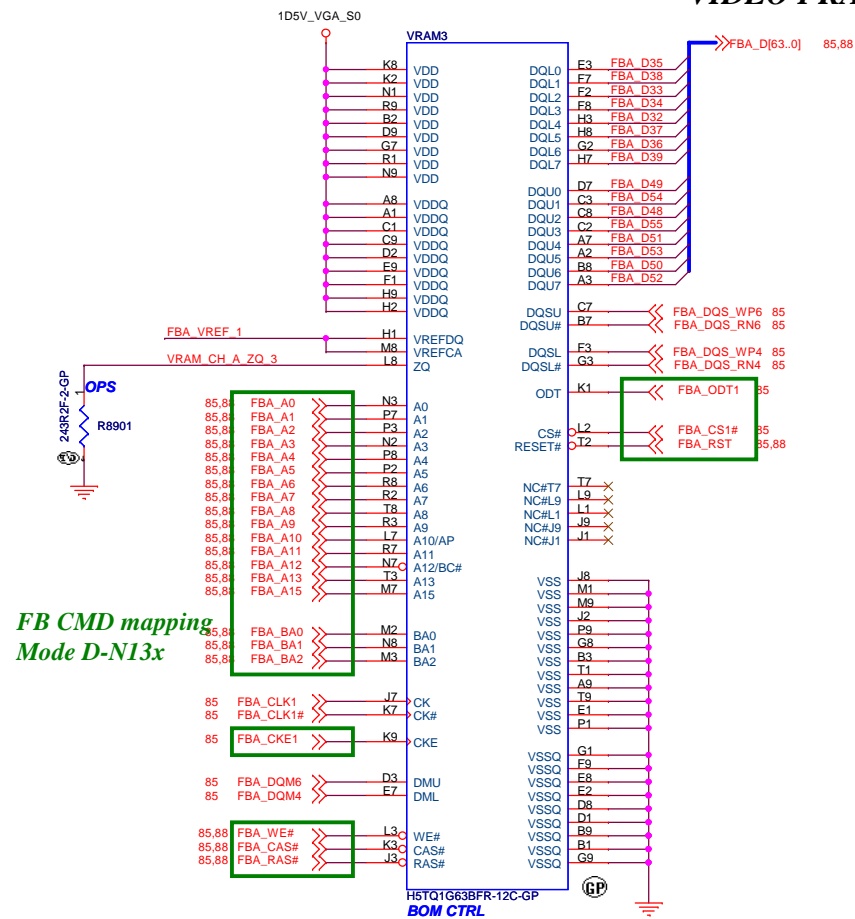 VIDEO FRA
1D5V_VGA_S0
VRAM3
FBA_D[63..0] 85,88
K8 VDD DQL0 E3 FBA_D35
K2 VDD DQL1 F7 FBA_D38
N1 VDD DQL2 F2 FBA_D33
R9 VDD DQL3 F8 FBA_D34
B2 VDD DQL4 H3 FBA_D32
D9 VDD DQL5 H8 FBA_D37
G7 VDD DQL6 G2 FBA_D36
R1 VDD DQL7 H7 FBA_D39
N9 VDD
DQU0 D7 FBA_D49
A8 VDDQ DQU1 C3 FBA_D54
A1 VDDQ DQU2 C8 FBA_D48
C1 VDDQ DQU3 C2 FBA_D55
C9 VDDQ DQU4 A7 FBA_D51
D2 VDDQ DQU5 A2 FBA_D53
E9 VDDQ DQU6 B8 FBA_D50
F1 VDDQ DQU7 A3 FBA_D52
H9 VDDQ
H2 VDDQ DQSU C7 FBA_DQS_WP6 85
DQSU# B7 FBA_DQS_RN6 85
FBA_VREF_1 H1 VREFDQ
M8 VREFCA DQSL F3 FBA_DQS_WP4 85
VRAM_CH_A_ZQ_3 L8 ZQ DQSL# G3 FBA_DQS_RN4 85
1 OPS
243R2F-2-GP
R8901
ODT K1 FBA_ODT1 85
85,88 FBA_A0 N3 A0
85,88 FBA_A1 P7 A1
85,88 FBA_A2 P3 A2 CS# L2 FBA_CS1# 85
85,88 FBA_A3 N2 A3 RESET# T2 FBA_RST 85,88
85,88 FBA_A4 P8 A4
85,88 FBA_A5 P2 A5
85,88 FBA_A6 R8 A6 NC#T7 T7
85,88 FBA_A7 R2 A7 NC#L9 L9
85,88 FBA_A8 T8 A8 NC#L1 L1
85,88 FBA_A9 R3 A9 NC#J9 J9
85,88 FBA_A10 L7 A10/AP NC#J1 J1
85,88 FBA_A11 R7 A11
85,88 FBA_A12 N7 A12/BC#
85,88 FBA_A13 T3 A13 VSS J8
85,88 FBA_A15 M7 A15 VSS M1
VSS M9
FB CMD mapping
Mode D-N13x
VSS J2
85,88 FBA_BA0 M2 BA0 VSS P9
85,88 FBA_BA1 N8 BA1 VSS G8
85,88 FBA_BA2 M3 BA2 VSS B3
VSS T1
VSS A9
85 FBA_CLK1 J7 CK VSS T9
85 FBA_CLK1# K7 CK# VSS E1
VSS P1
85 FBA_CKE1 K9 CKE
VSSQ G1
VSSQ F9
85 FBA_DQM6 D3 DMU VSSQ E8
85 FBA_DQM4 E7 DML VSSQ E2
VSSQ D8
VSSQ D1
85,88 FBA_WE# L3 WE# VSSQ B9
85,88 FBA_CAS# K3 CAS# VSSQ B1
85,88 FBA_RAS# J3 RAS# VSSQ G9
H5TQ1G63BFR-12C-GP
GP
BOM CTRL